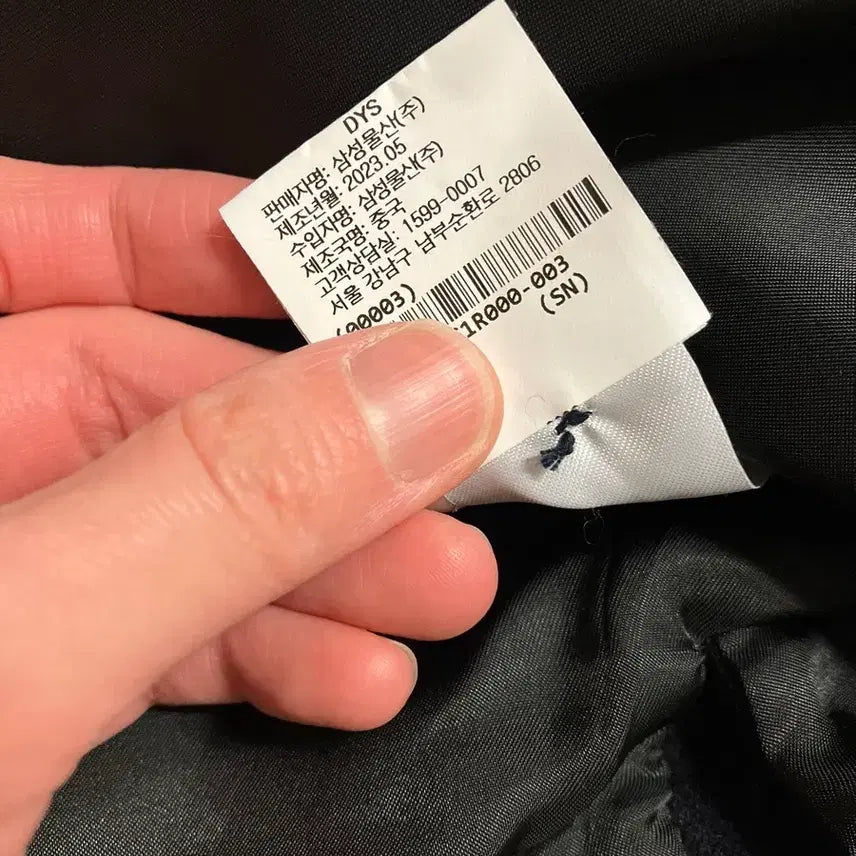 DYS
판매자명: 삼성물산(주)
제조년월: 2023.05
수입자명: 삼성물산(주)
제조국명: 중국
고객상담실: 1599-0007
서울 강남구 남부순환로 2806
(00003)
1R000-003
(SN)